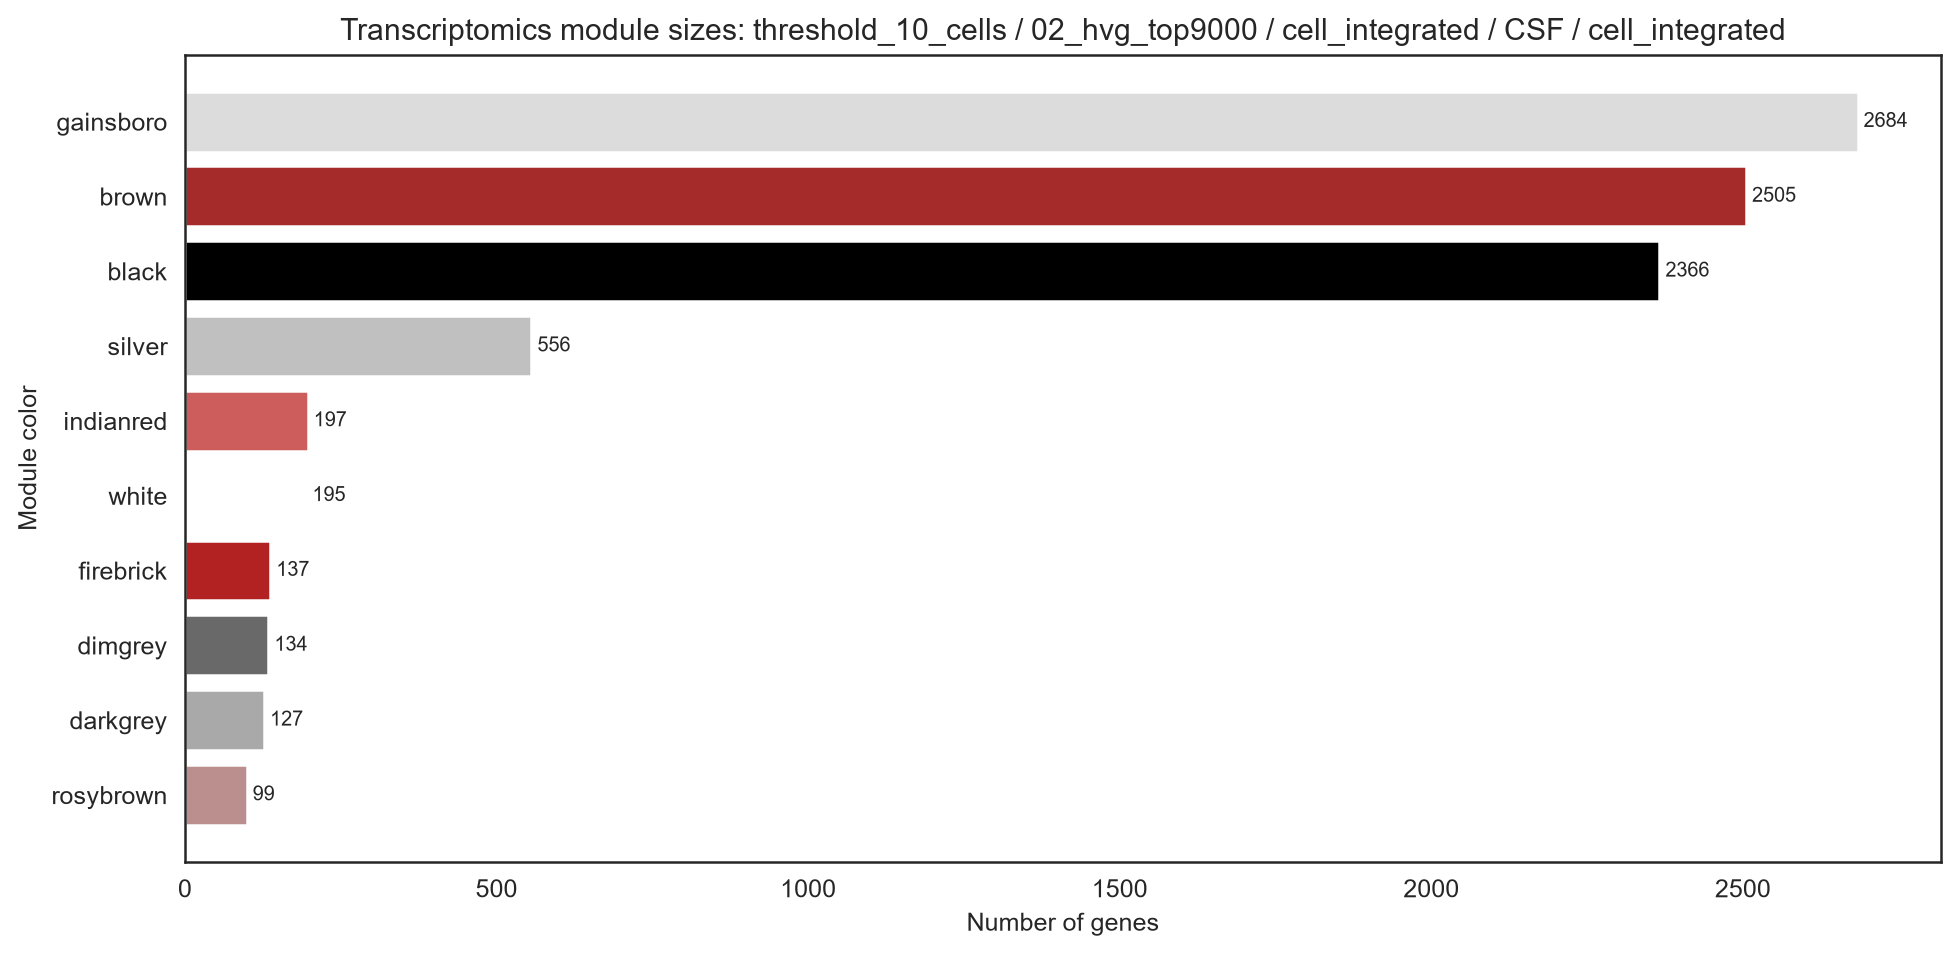 Transcriptomics module sizes: threshold_10_cells / 02_hvg_top9000 / cell_integrated / CSF / cell_integrated
gainsboro
2684
brown
2505
black
2366
silver
556
indianred
197
white
195
firebrick
137
dimgrey
134
darkgrey
127
rosybrown
99
Module color
0
500
1000
1500
2000
2500
Number of genes